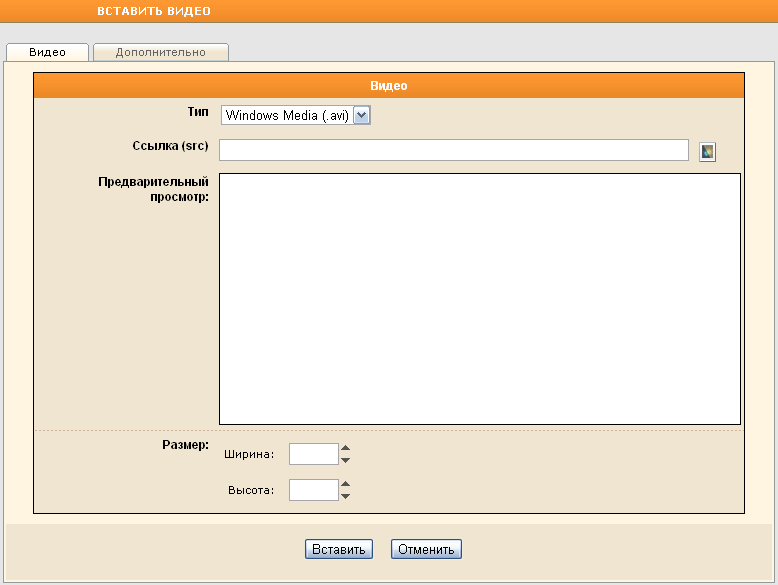 ВСТАВИТЬ ВИДЕО
Видео
Дополнительно
Видео
Тип
Windows Media (.avi)
Ссылка (src)
Предварительный
просмотр:
Размер:
Ширина:
Высота:
Вставить
Отменить